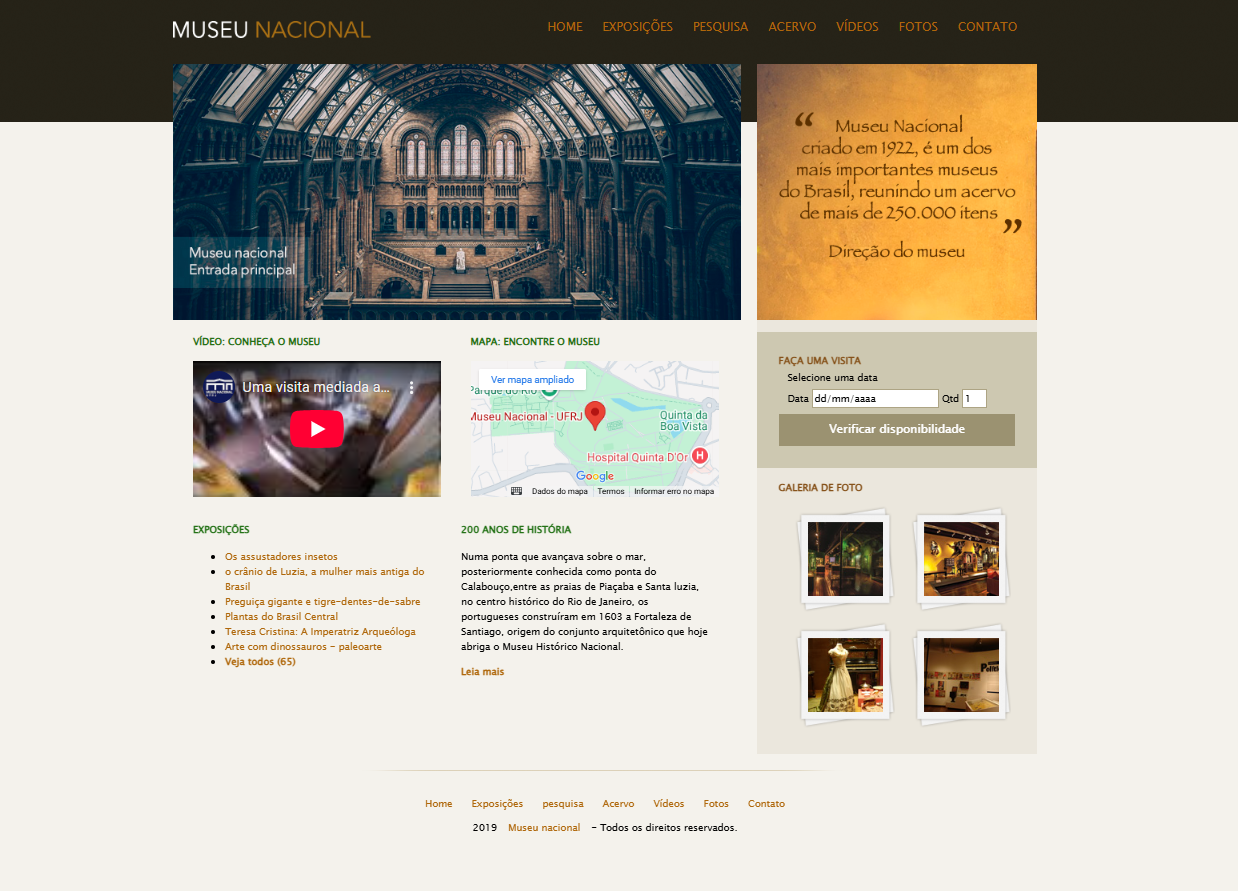 MUSEU NACIONAL
HOME EXPOSIÇÕES PESQUISA ACERVO VÍDEOS FOTOS CONTATO
Museu nacional
Entrada principal
“ Museu Nacional
criado em 1922, é um dos
mais importantes museus
do Brasil, reunindo um acervo
de mais de 250.000 itens ”
Direção do museu
VÍDEO: CONHEÇA O MUSEU
Uma visita mediada a...
MAPA: ENCONTRE O MUSEU
Ver mapa ampliado
Parque do Rio
Museu Nacional - UFRJ
Quinta da
Boa Vista
Hospital Quinta D'Or
H
Google
Dados do mapa Termos Informar erro no mapa
FAÇA UMA VISITA
Selecione uma data
Data dd/mm/aaaa Qtd 1
Verificar disponibilidade
GALERIA DE FOTO
EXPOSIÇÕES
Os assustadores insetos
o crânio de Luzia, a mulher mais antiga do
Brasil
Preguiça gigante e tigre-dentes-de-sabre
Plantas do Brasil Central
Teresa Cristina: A Imperatriz Arqueóloga
Arte com dinossauros - paleoarte
Veja todos (65)
200 ANOS DE HISTÓRIA
Numa ponta que avançava sobre o mar,
posteriormente conhecida como ponta do
Calabouço,entre as praias de Piaçaba e Santa luzia,
no centro histórico do Rio de Janeiro, os
portugueses construíram em 1603 a Fortaleza de
Santiago, origem do conjunto arquitetônico que hoje
abriga o Museu Histórico Nacional.
Leia mais
Home Exposições pesquisa Acervo Vídeos Fotos Contato
2019 Museu nacional - Todos os direitos reservados.